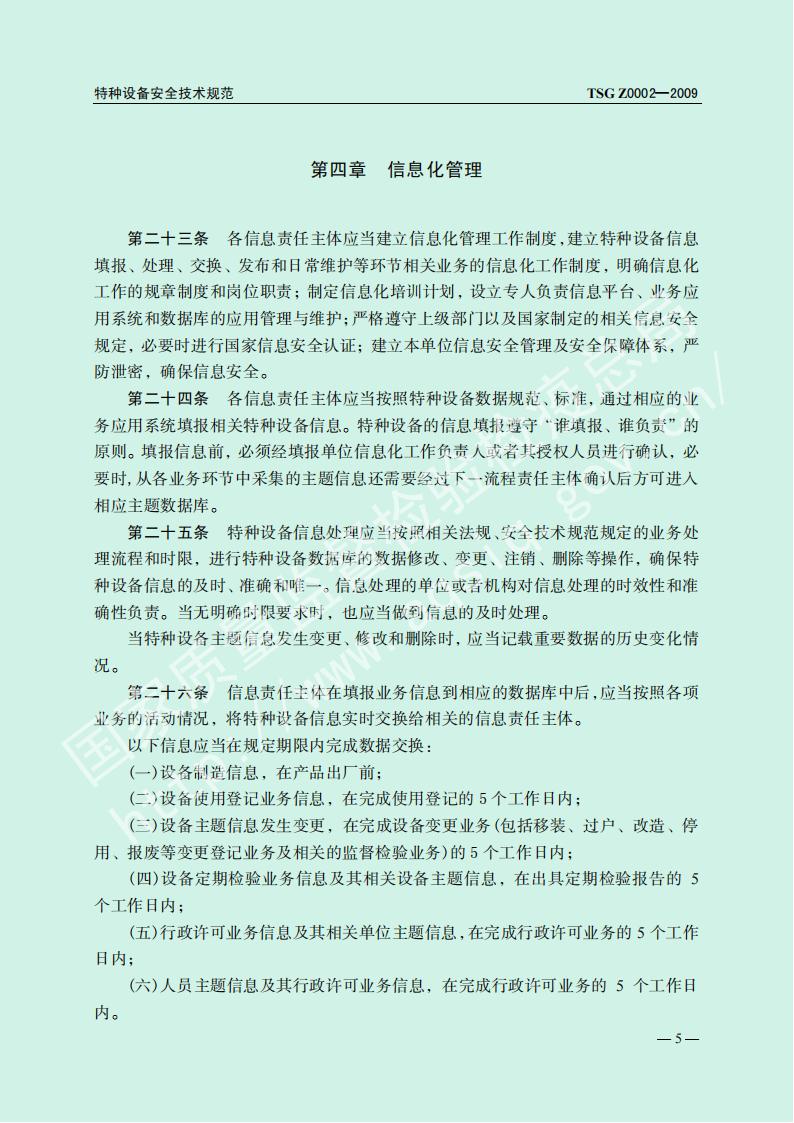 特种设备安全技术规范 TSG Z0002—2009
第四章 信息化管理
第二十三条 各信息责任主体应当建立信息化管理工作制度,建立特种设备信息
填报、处理、交换、发布和日常维护等环节相关业务的信息化工作制度，明确信息化
工作的规章制度和岗位职责；制定信息化培训计划，设立专人负责信息平台、业务应
用系统和数据库的应用管理与维护;严格遵守上级部门以及国家制定的相关信息安全
规定，必要时进行国家信息安全认证；建立本单位信息安全管理及安全保障体系，严
防泄密，确保信息安全。
第二十四条 各信息责任主体应当按照特种设备数据规范、标准，通过相应的业
务应用系统填报相关特种设备信息。特种设备的信息填报遵守“谁填报、谁负责”的
原则。填报信息前，必须经填报单位信息化工作负责人或者其授权人员进行确认，必
要时,从各业务环节中采集的主题信息还需要经过下一流程责任主体确认后方可进入
相应主题数据库。
第二十五条 特种设备信息处理应当按照相关法规、安全技术规范规定的业务处
理流程和时限，进行特种设备数据库的数据修改、变更、注销、删除等操作，确保特
种设备信息的及时、准确和唯一。信息处理的单位或者机构对信息处理的时效性和准
确性负责。当无明确时限要求时，也应当做到信息的及时处理。
当特种设备主题信息发生变更、修改和删除时，应当记载重要数据的历史变化情
况。
第二十六条 信息责任主体在填报业务信息到相应的数据库中后,应当按照各项
业务的活动情况，将特种设备信息实时交换给相关的信息责任主体。
以下信息应当在规定期限内完成数据交换：
(一)设备制造信息，在产品出厂前；
(二)设备使用登记业务信息，在完成使用登记的 5 个工作日内；
(三)设备主题信息发生变更，在完成设备变更业务(包括移装、过户、改造、停
用、报废等变更登记业务及相关的监督检验业务)的 5 个工作日内；
(四)设备定期检验业务信息及其相关设备主题信息，在出具定期检验报告的 5
个工作日内；
(五)行政许可业务信息及其相关单位主题信息,在完成行政许可业务的 5 个工作
日内；
(六)人员主题信息及其行政许可业务信息，在完成行政许可业务的 5 个工作日
内。
— 5 —
国家质量监督检验检疫总局
http://www.aqsiq.gov.cn/